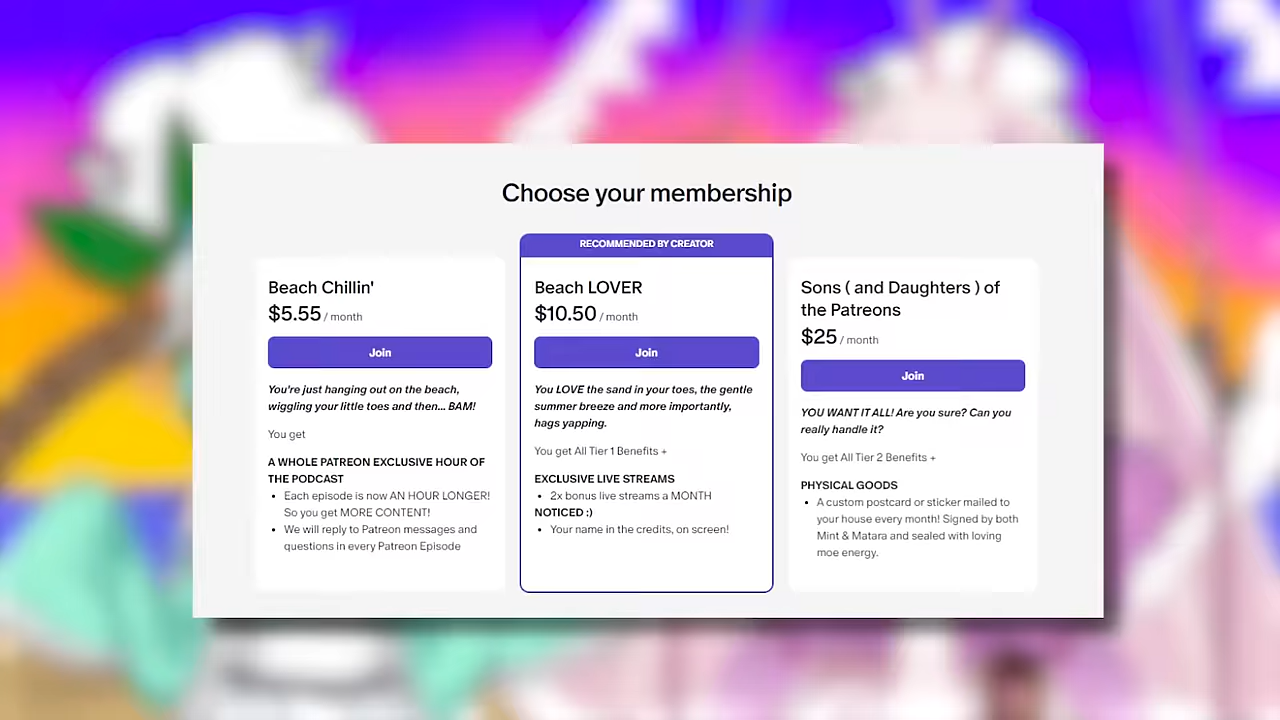 Choose your membership
Beach Chillin'
$5.55 / month
Join
You're just hanging out on the beach,
wiggling your little toes and then... BAM!
You get
A WHOLE PATREON EXCLUSIVE HOUR OF
THE PODCAST
• Each episode is now AN HOUR LONGER!
So you get MORE CONTENT!
• We will reply to Patreon messages and
questions in every Patreon Episode
RECOMMENDED BY CREATOR
Beach LOVER
$10.50 / month
Join
You LOVE the sand in your toes, the gentle
summer breeze and more importantly,
hags yapping.
You get All Tier 1 Benefits +
EXCLUSIVE LIVE STREAMS
• 2x bonus live streams a MONTH
NOTICED :)
• Your name in the credits, on screen!
Sons ( and Daughters ) of
the Patreons
$25 / month
Join
YOU WANT IT ALL! Are you sure? Can you
really handle it?
You get All Tier 2 Benefits +
PHYSICAL GOODS
• A custom postcard or sticker mailed to
your house every month! Signed by both
Mint & Matara and sealed with loving
moe energy.